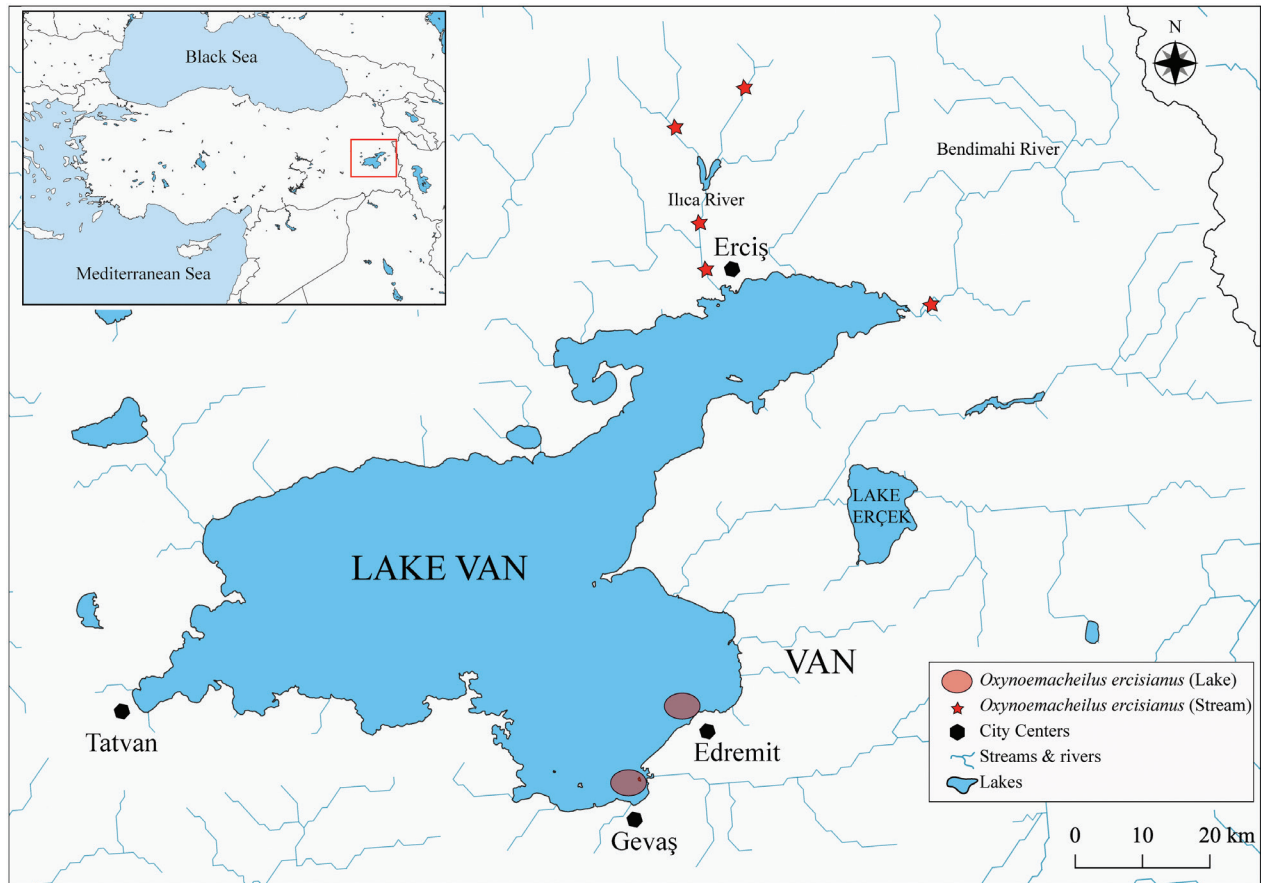 Black Sea
Mediterranean Sea
N
Bendimahi River
Ilıca River
Erciş
LAKE
ERÇEK
LAKE VAN
VAN
Tatvan
Edremit
Gevaş
Oxynoemacheilus ercisianus (Lake)
Oxynoemacheilus ercisianus (Stream)
City Centers
Streams & rivers
Lakes
0 20 km